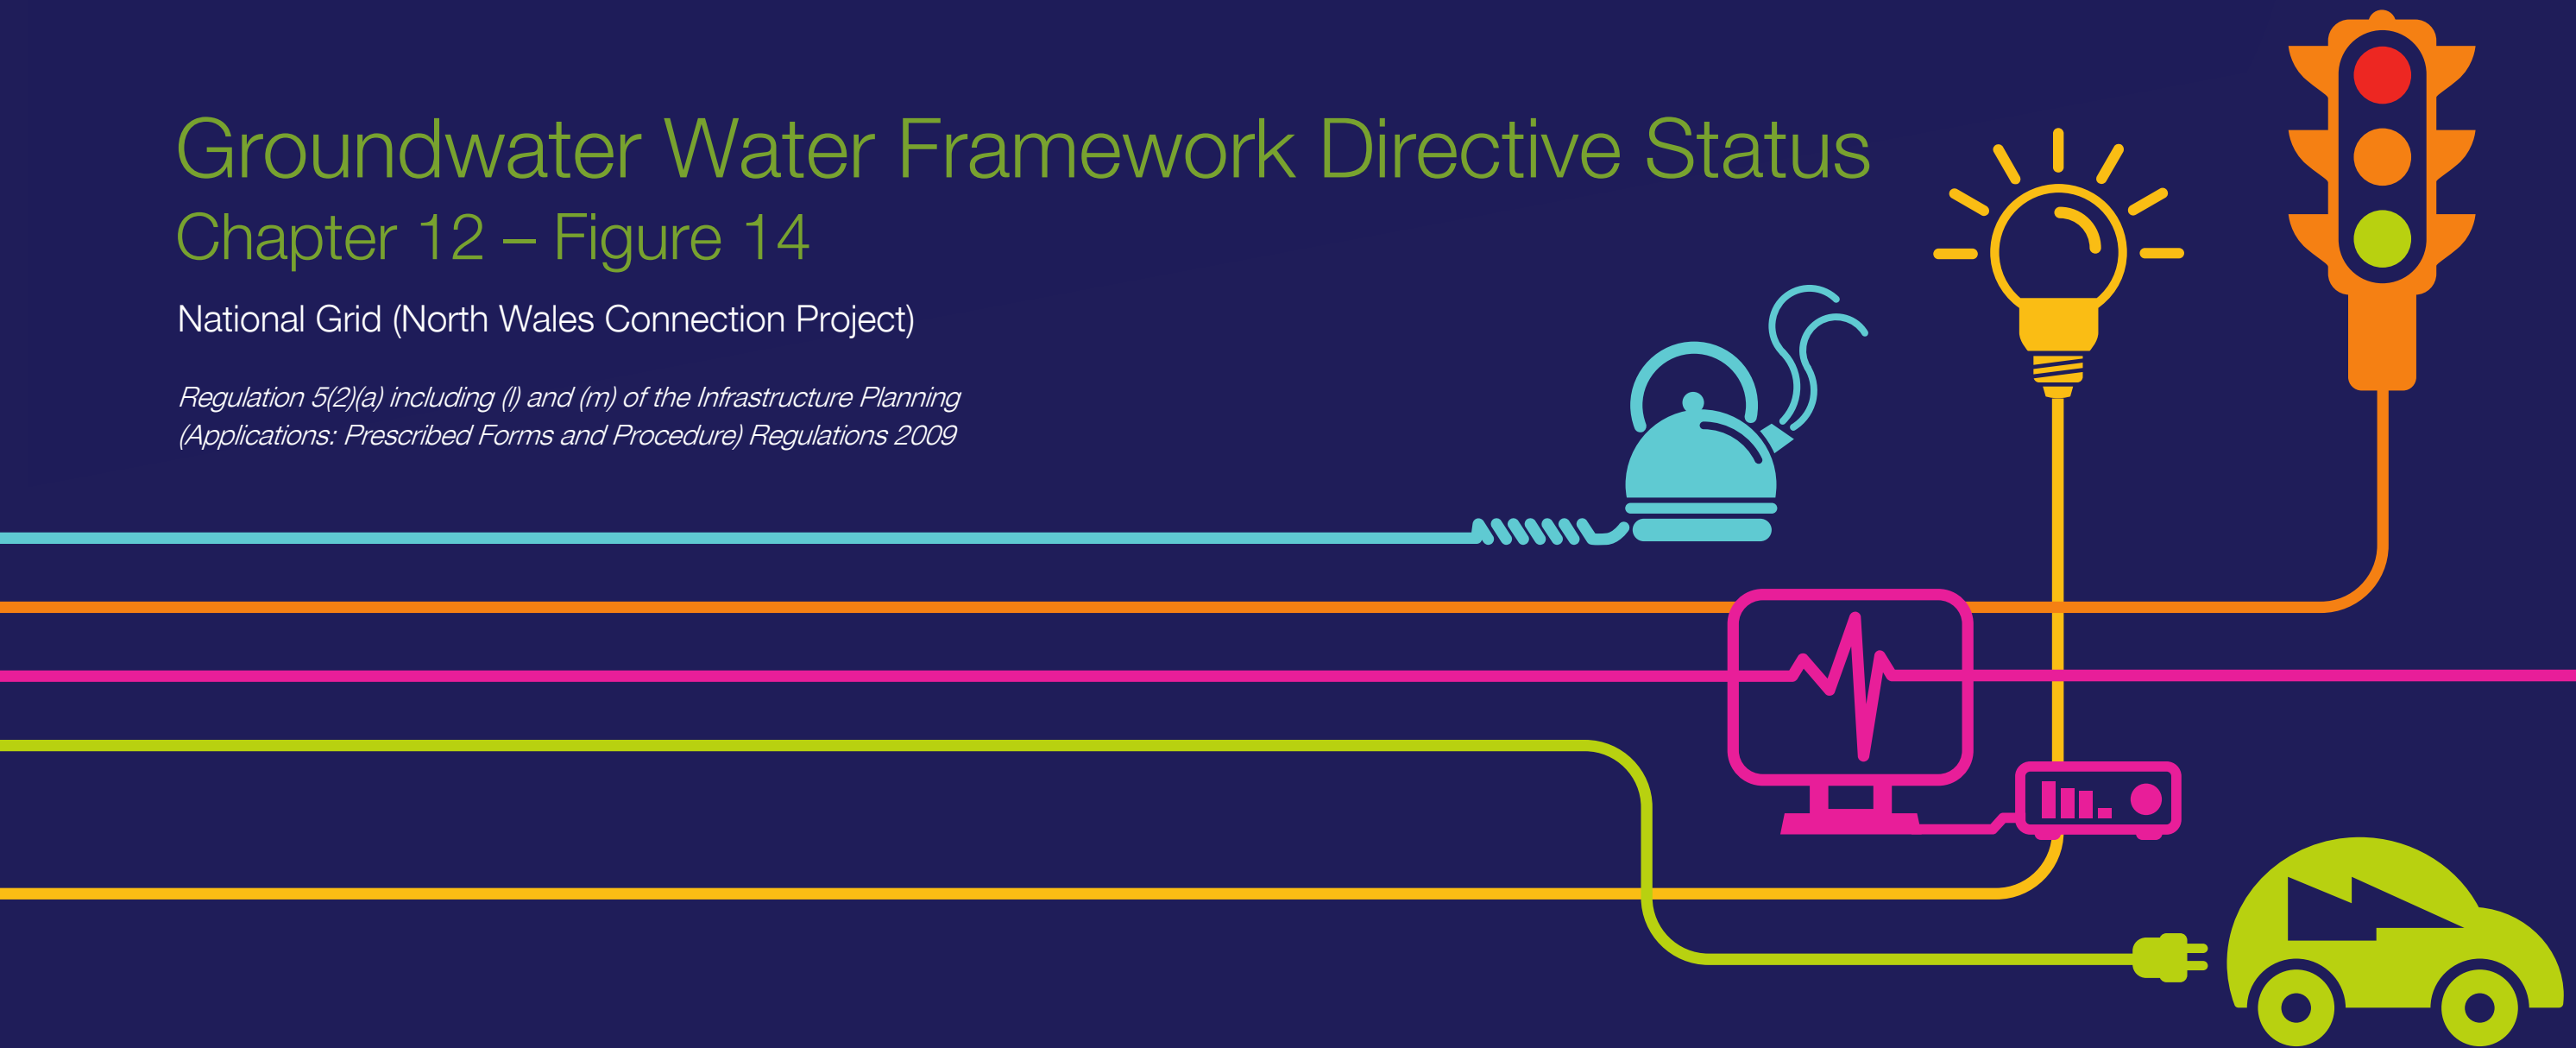 Groundwater Water Framework Directive Status
Chapter 12 – Figure 14
National Grid (North Wales Connection Project)
Regulation 5(2)(a) including (l) and (m) of the Infrastructure Planning
(Applications: Prescribed Forms and Procedure) Regulations 2009